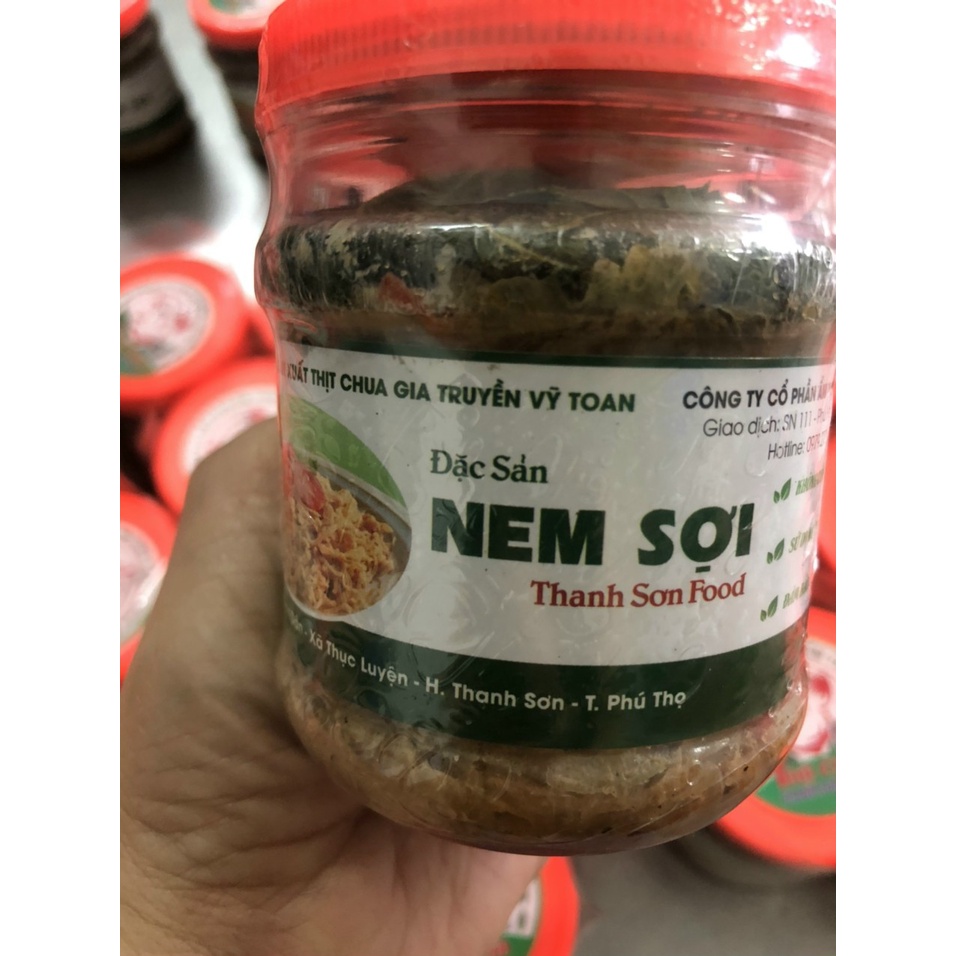 XUẤT THỊT CHUA GIA TRUYỀN VỸ TOAN
CÔNG TY CỔ PHẦN ẨM
Giao dịch: SN 111 -
Hotline:
Đặc Sản
NEM SỢI
Thanh Sơn Food
Xã Thục Luyện - H. Thanh Sơn - T. Phú Thọ